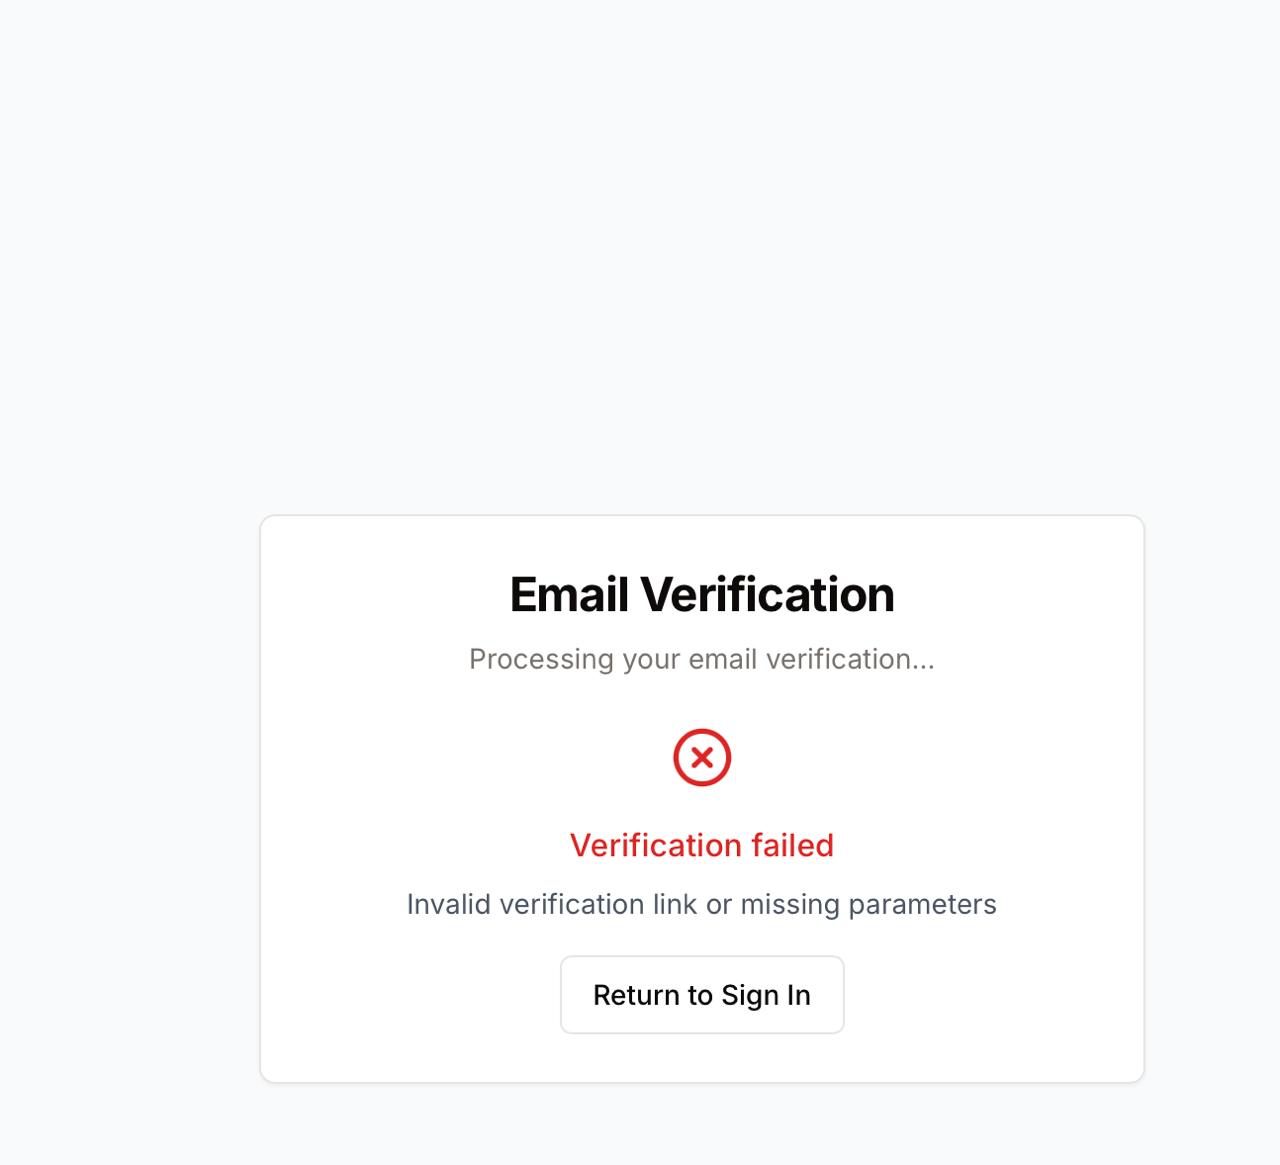 Email Verification
Processing your email verification...
Verification failed
Invalid verification link or missing parameters
Return to Sign In